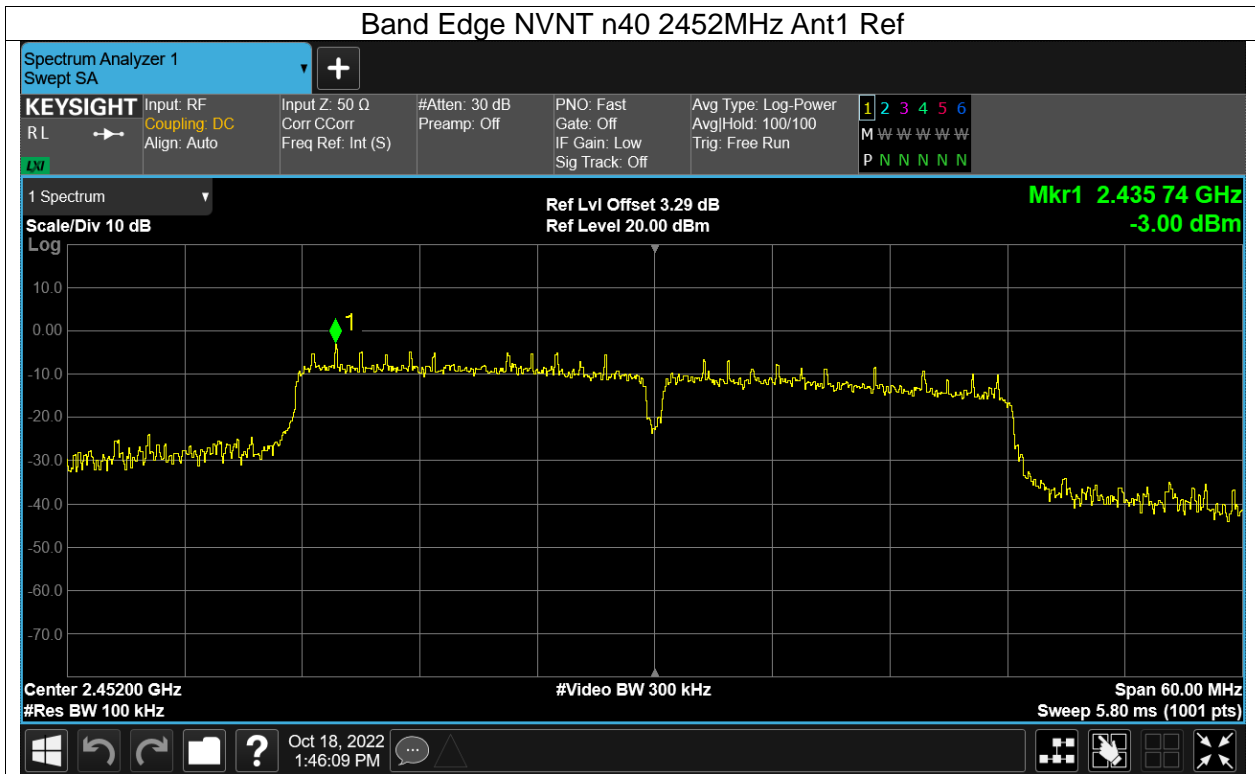 Band Edge NVNT n40 2452MHz Ant1 Ref
Spectrum Analyzer 1
Swept SA
KEYSIGHT
R L
LXI
Input: RF
Coupling: DC
Align: Auto
Input Z: 50 Ω
Corr CCorr
Freq Ref: Int (S)
#Atten: 30 dB
Preamp: Off
PNO: Fast
Gate: Off
IF Gain: Low
Sig Track: Off
Avg Type: Log-Power
Avg|Hold: 100/100
Trig: Free Run
1 2 3 4 5 6
M W W W W W
P N N N N N
1 Spectrum
Scale/Div 10 dB
Ref Lvl Offset 3.29 dB
Ref Level 20.00 dBm
Mkr1 2.435 74 GHz
-3.00 dBm
Log
10.0
0.00
-10.0
-20.0
-30.0
-40.0
-50.0
-60.0
-70.0
1
Center 2.45200 GHz
#Res BW 100 kHz
#Video BW 300 kHz
Span 60.00 MHz
Sweep 5.80 ms (1001 pts)
?
Oct 18, 2022
1:46:09 PM